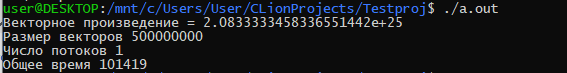 user@DESKTOP:/mnt/c/Users/User/CLionProjects/Testproj$ ./a.out
Векторное произведение = 2.0833333458336551442e+25
Размер векторов 500000000
Число потоков 1
Общее время 101419